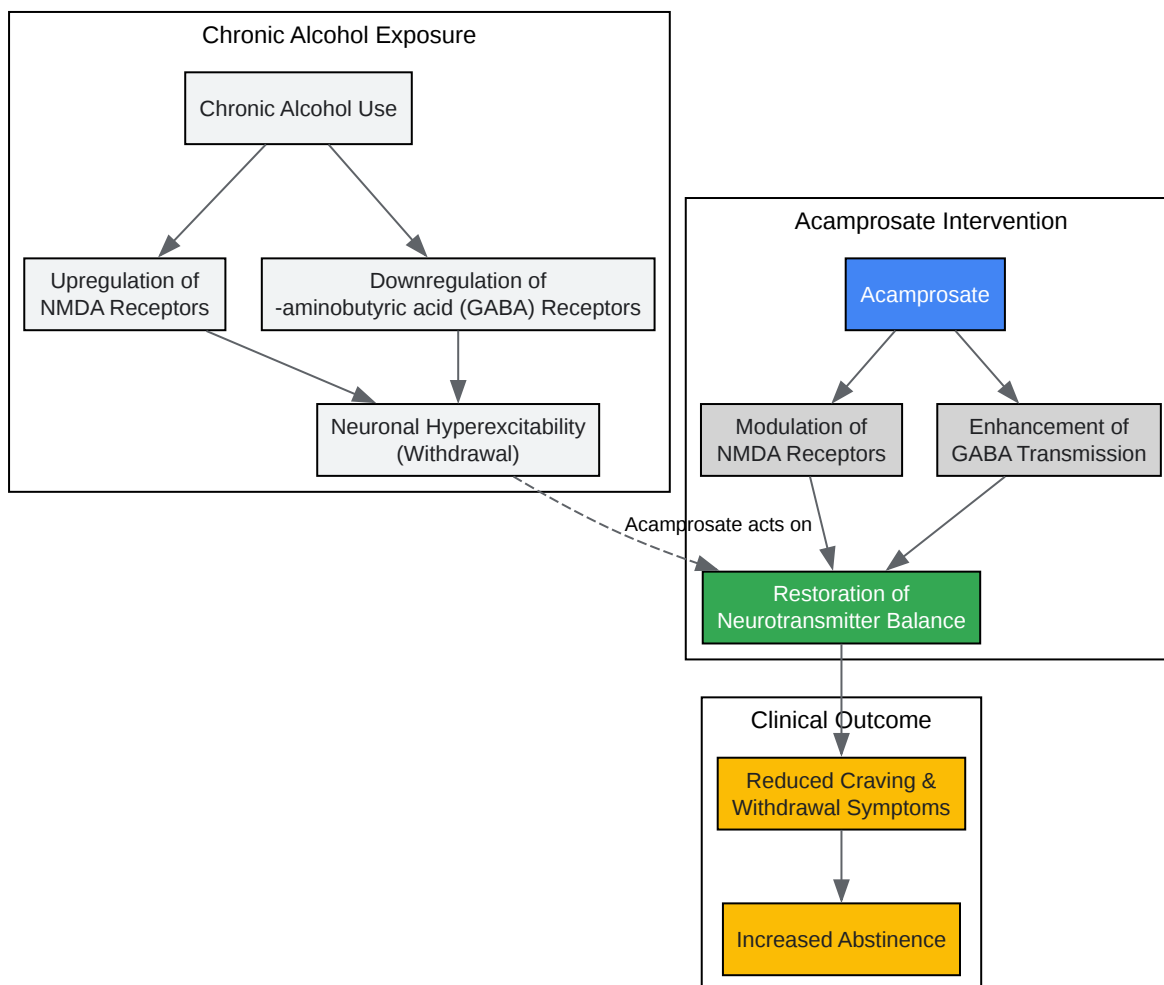 Chronic Alcohol Exposure
Chronic Alcohol Use
Upregulation of
NMDA Receptors
Downregulation of
-aminobutyric acid (GABA) Receptors
Neuronal Hyperexcitability
(Withdrawal)
Acamprosate Intervention
Acamprosate
Modulation of
NMDA Receptors
Enhancement of
GABA Transmission
Acamprosate acts on
Restoration of
Neurotransmitter Balance
Clinical Outcome
Reduced Craving &
Withdrawal Symptoms
Increased Abstinence